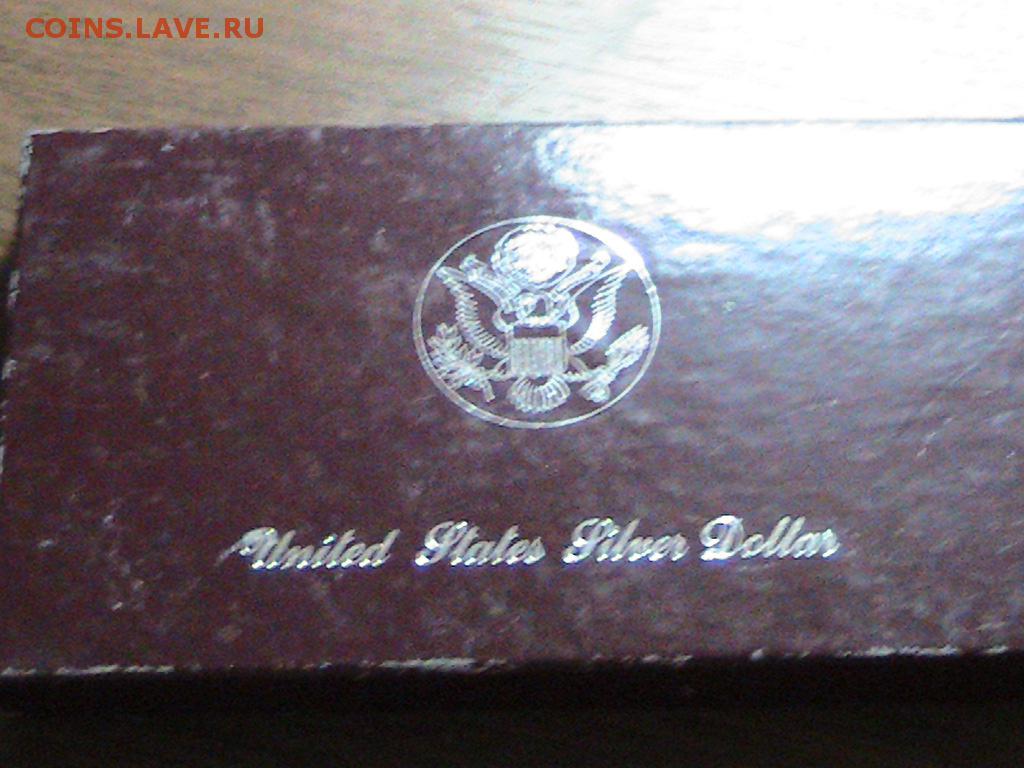 COINS.LAVE.RU
United States Silver Dollar